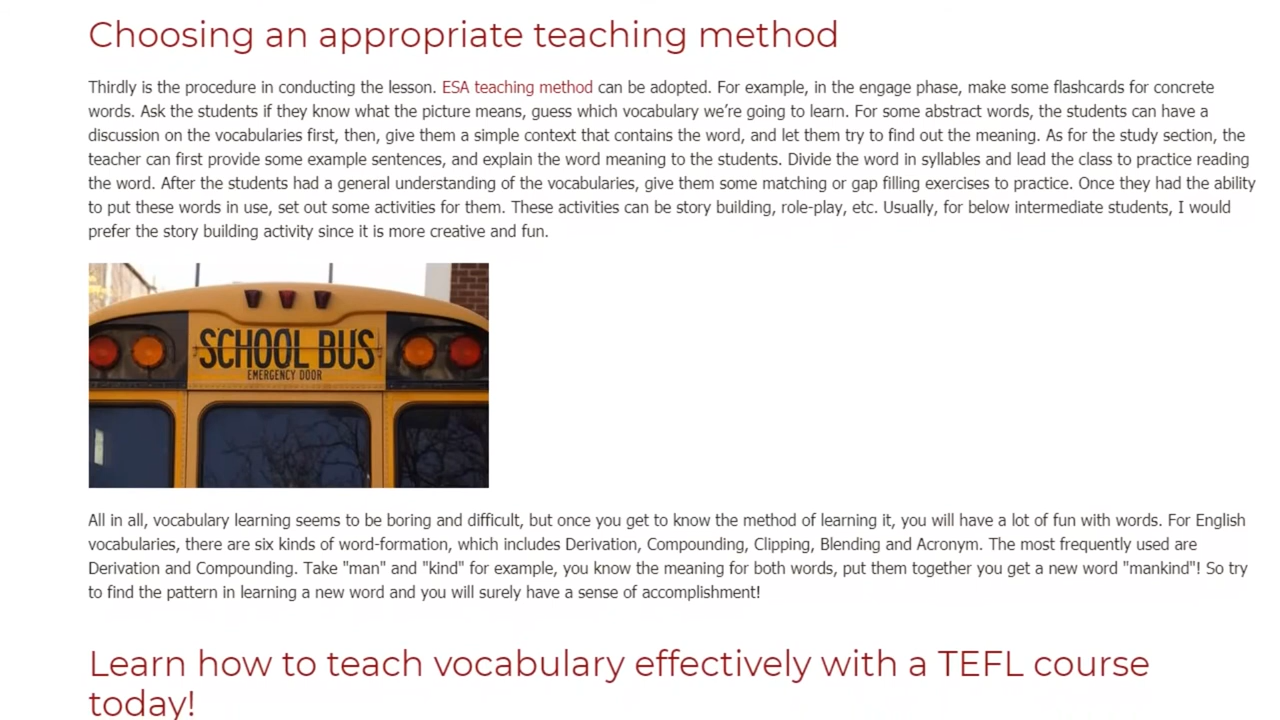 Choosing an appropriate teaching method
Thirdly is the procedure in conducting the lesson. ESA teaching method can be adopted. For example, in the engage phase, make some flashcards for concrete
words. Ask the students if they know what the picture means, guess which vocabulary we’re going to learn. For some abstract words, the students can have a
discussion on the vocabularies first, then, give them a simple context that contains the word, and let them try to find out the meaning. As for the study section, the
teacher can first provide some example sentences, and explain the word meaning to the students. Divide the word in syllables and lead the class to practice reading
the word. After the students had a general understanding of the vocabularies, give them some matching or gap filling exercises to practice. Once they had the ability
to put these words in use, set out some activities for them. These activities can be story building, role-play, etc. Usually, for below intermediate students, I would
prefer the story building activity since it is more creative and fun.
SCHOOL BUS
EMERGENCY DOOR
All in all, vocabulary learning seems to be boring and difficult, but once you get to know the method of learning it, you will have a lot of fun with words. For English
vocabularies, there are six kinds of word-formation, which includes Derivation, Compounding, Clipping, Blending and Acronym. The most frequently used are
Derivation and Compounding. Take "man" and "kind" for example, you know the meaning for both words, put them together you get a new word "mankind"! So try
to find the pattern in learning a new word and you will surely have a sense of accomplishment!
Learn how to teach vocabulary effectively with a TEFL course
today!